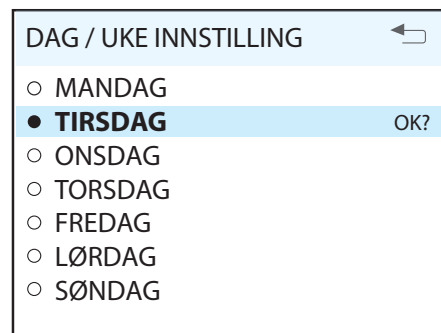 DAG / UKE INNSTILLING
MANDAG
TIRSDAG OK?
ONSDAG
TORSDAG
FREDAG
LØRDAG
SØNDAG